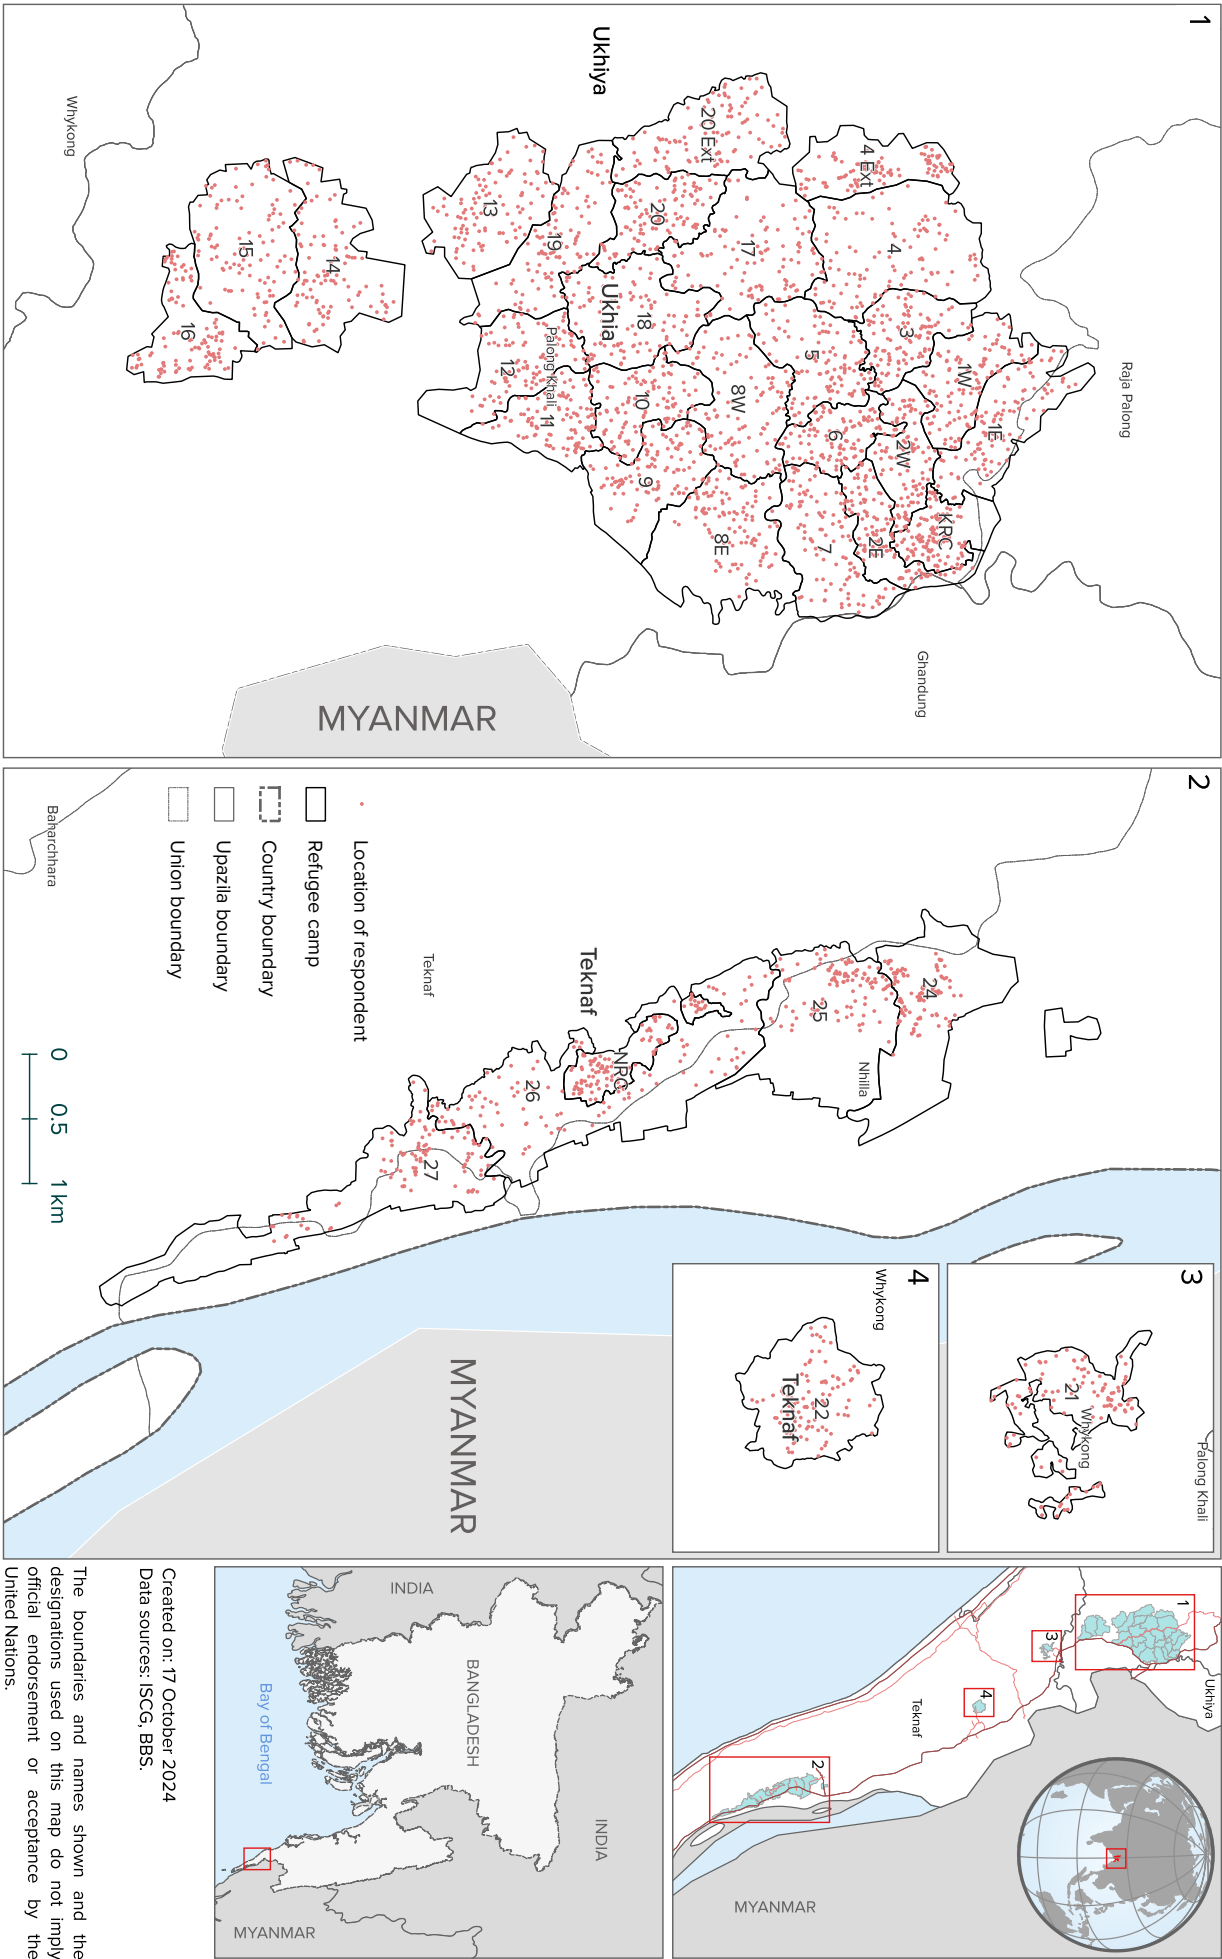 1
Raja Palong
Ghandung
4 Ext
4
3
1W
1E
2W
KRC
2E
20 Ext
20
17
5
6
7
18
8W
8E
Ukhiya
Ukhia
19
10
9
13
Palong Khali
12
11
14
15
16
Whykong
MYANMAR
2
24
25
Nhilla
NRC
Teknaf
26
Teknaf
27
Location of respondent
Refugee camp
Country boundary
Upazila boundary
Union boundary
Baharchhara
0
0.5
1 km
MYANMAR
3
Palong Khali
21
Whykong
4
Whykong
22
Teknaf
Ukhiya
1
3
4
Teknaf
2
MYANMAR
INDIA
INDIA
BANGLADESH
Bay of Bengal
MYANMAR
Created on: 17 October 2024
Data sources: ISCG, BBS.
The boundaries and names shown and the
designations used on this map do not imply
official endorsement or acceptance by the
United Nations.